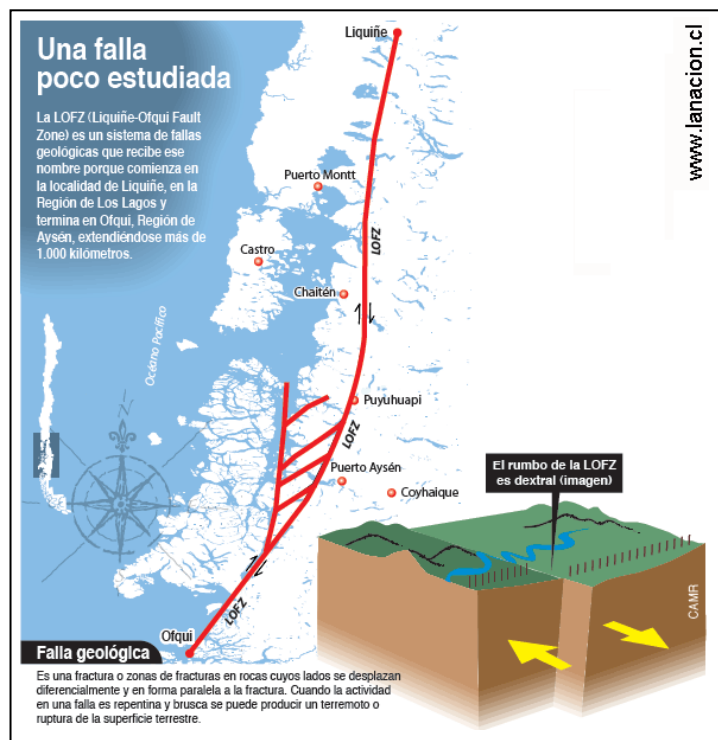 www.lanacion.cl
Una falla
poco estudiada
La LOFZ (Liquiñe-Ofqui Fault
Zone) es un sistema de fallas
geológicas que recibe ese
nombre porque comienza en
la localidad de Liquiñe, en la
Región de Los Lagos y
termina en Ofqui, Región de
Aysén, extendiéndose más de
1.000 kilómetros.
Liquiñe
Puerto Montt
LOFZ
Castro
Chaitén
Océano Pacífico
Puyuhuapi
LOFZ
N
Puerto Aysén
Coyhaique
El rumbo de la LOFZ
es dextral (imagen)
LOFZ
Ofqui
CAMR
Falla geológica
Es una fractura o zonas de fracturas en rocas cuyos lados se desplazan
diferencialmente y en forma paralela a la fractura. Cuando la actividad
en una falla es repentina y brusca se puede producir un terremoto o
ruptura de la superficie terrestre.